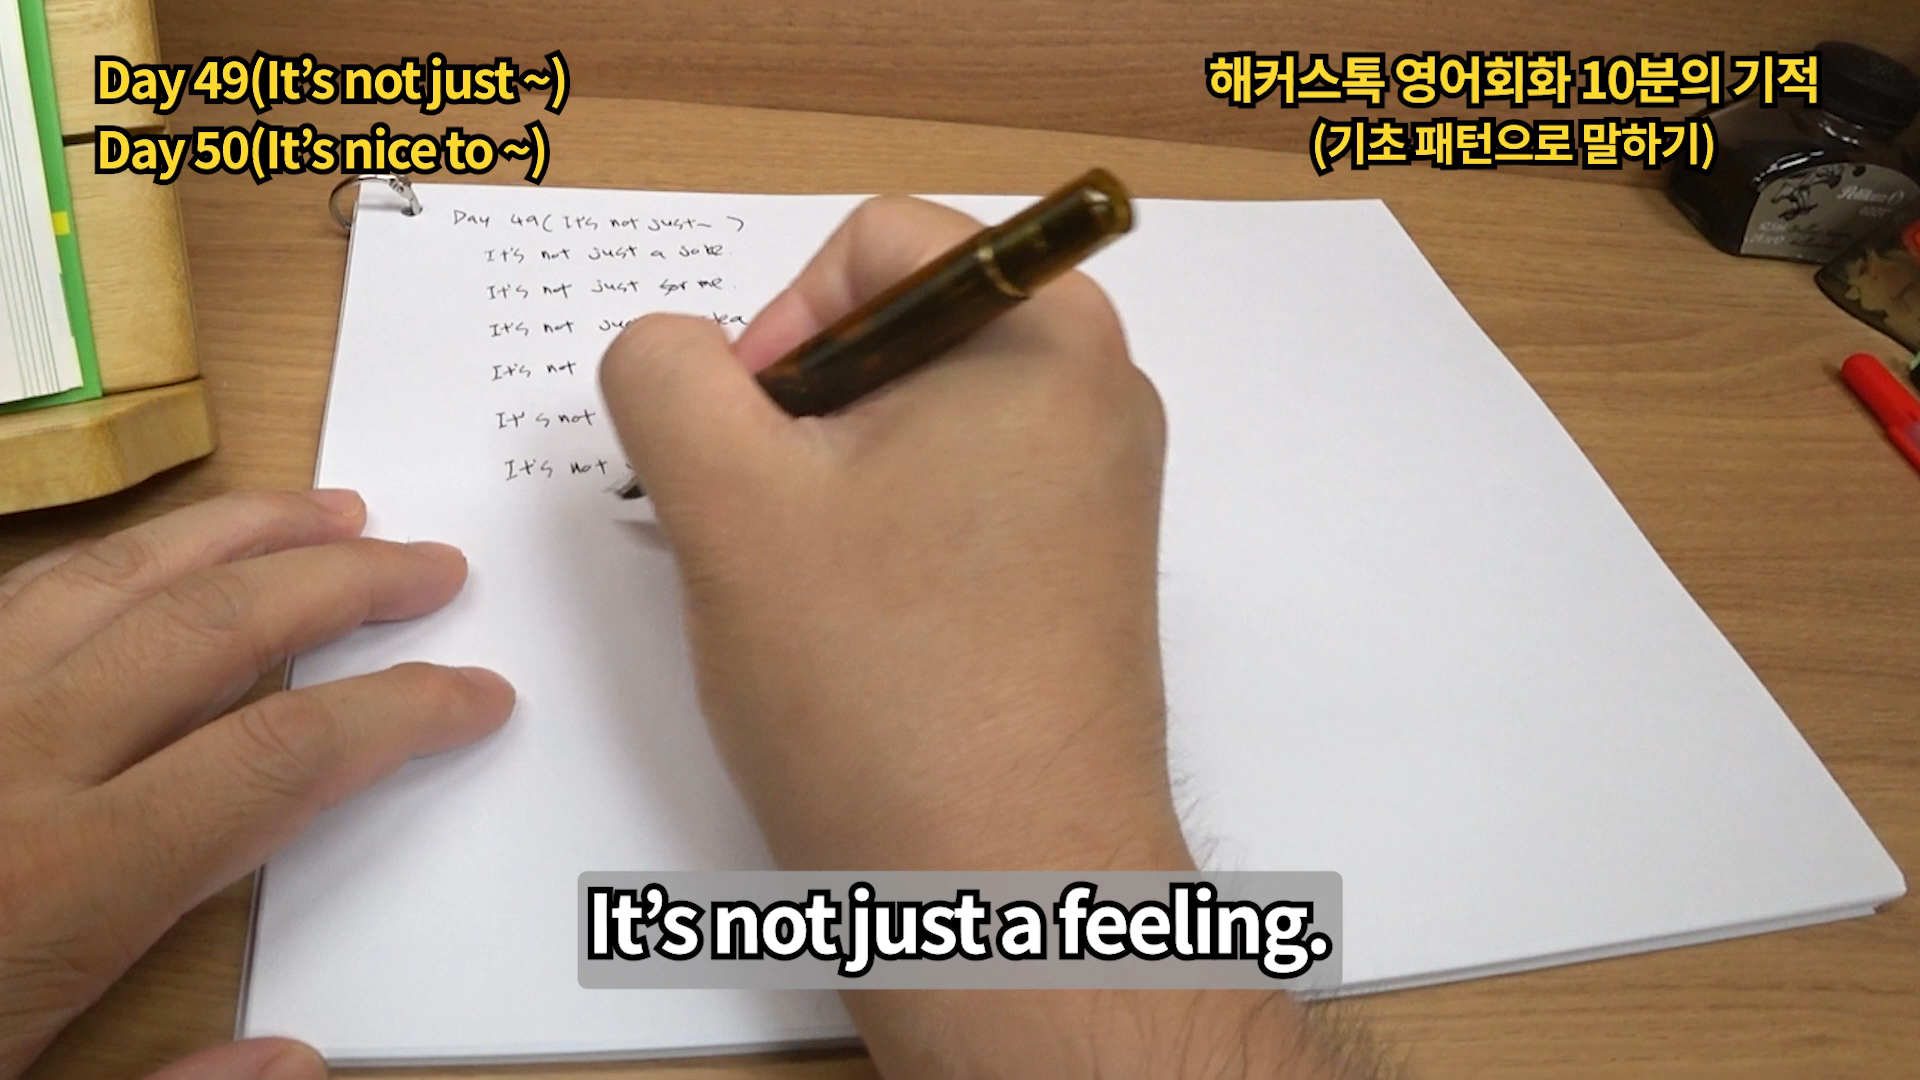 Day 49(It's not just ~)
Day 50(It's nice to ~)
해커스톡 영어회화 10분의 기적
(기초 패턴으로 말하기)
Pelikan
Day 49( It's not just~ )
It's not just a joke.
It's not just for me.
It's not
It's not
It's not
It's not
It's not just a feeling.